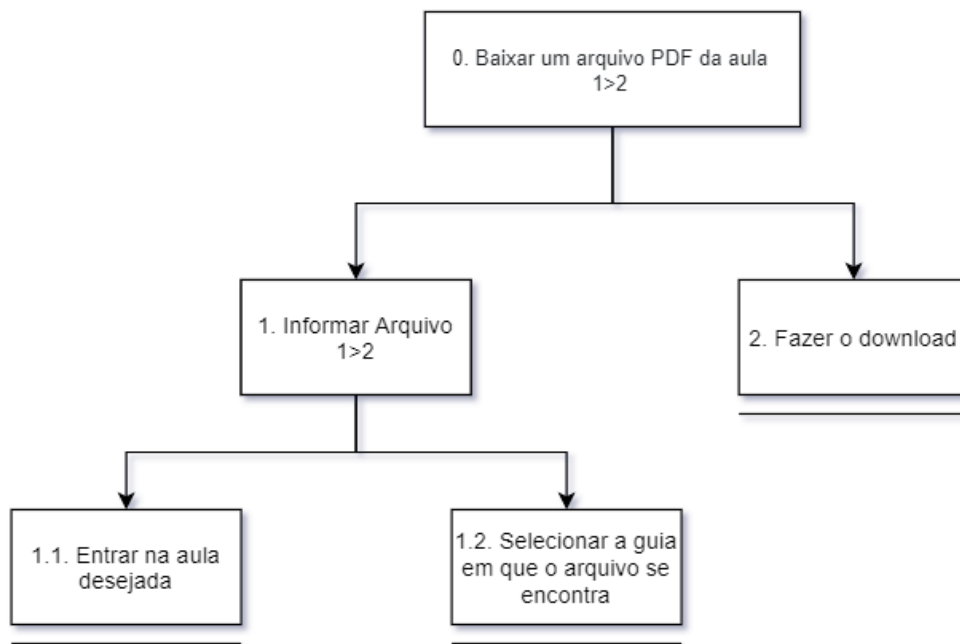 0. Baixar um arquivo PDF da aula
1>2
1. Informar Arquivo
1>2
2. Fazer o download
1.1. Entrar na aula
desejada
1.2. Selecionar a guia
em que o arquivo se
encontra